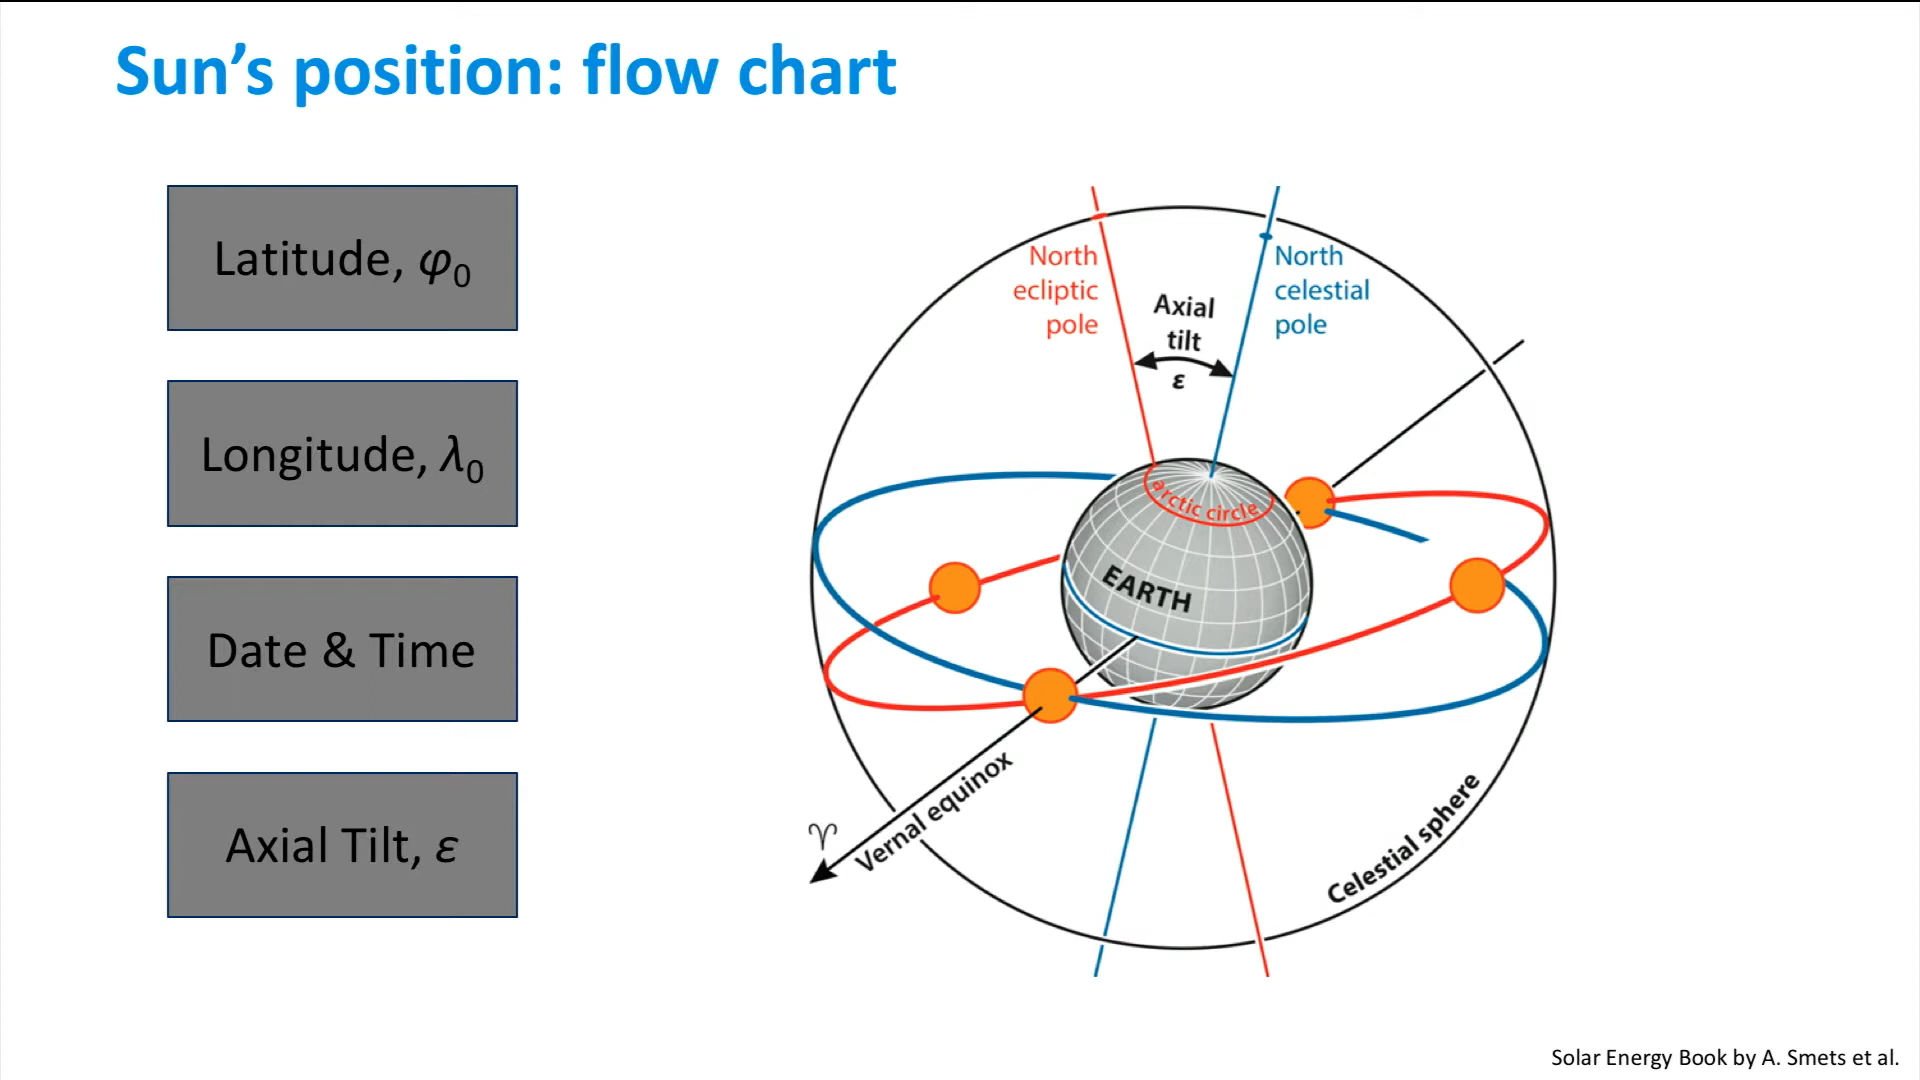 Sun’s position: flow chart
Latitude, φ0
Longitude, λ0
Date & Time
Axial Tilt, ε
North
ecliptic
pole
Axial
tilt
ε
North
celestial
pole
arctic circle
EARTH
♈
Vernal equinox
Celestial sphere
Solar Energy Book by A. Smets et al.